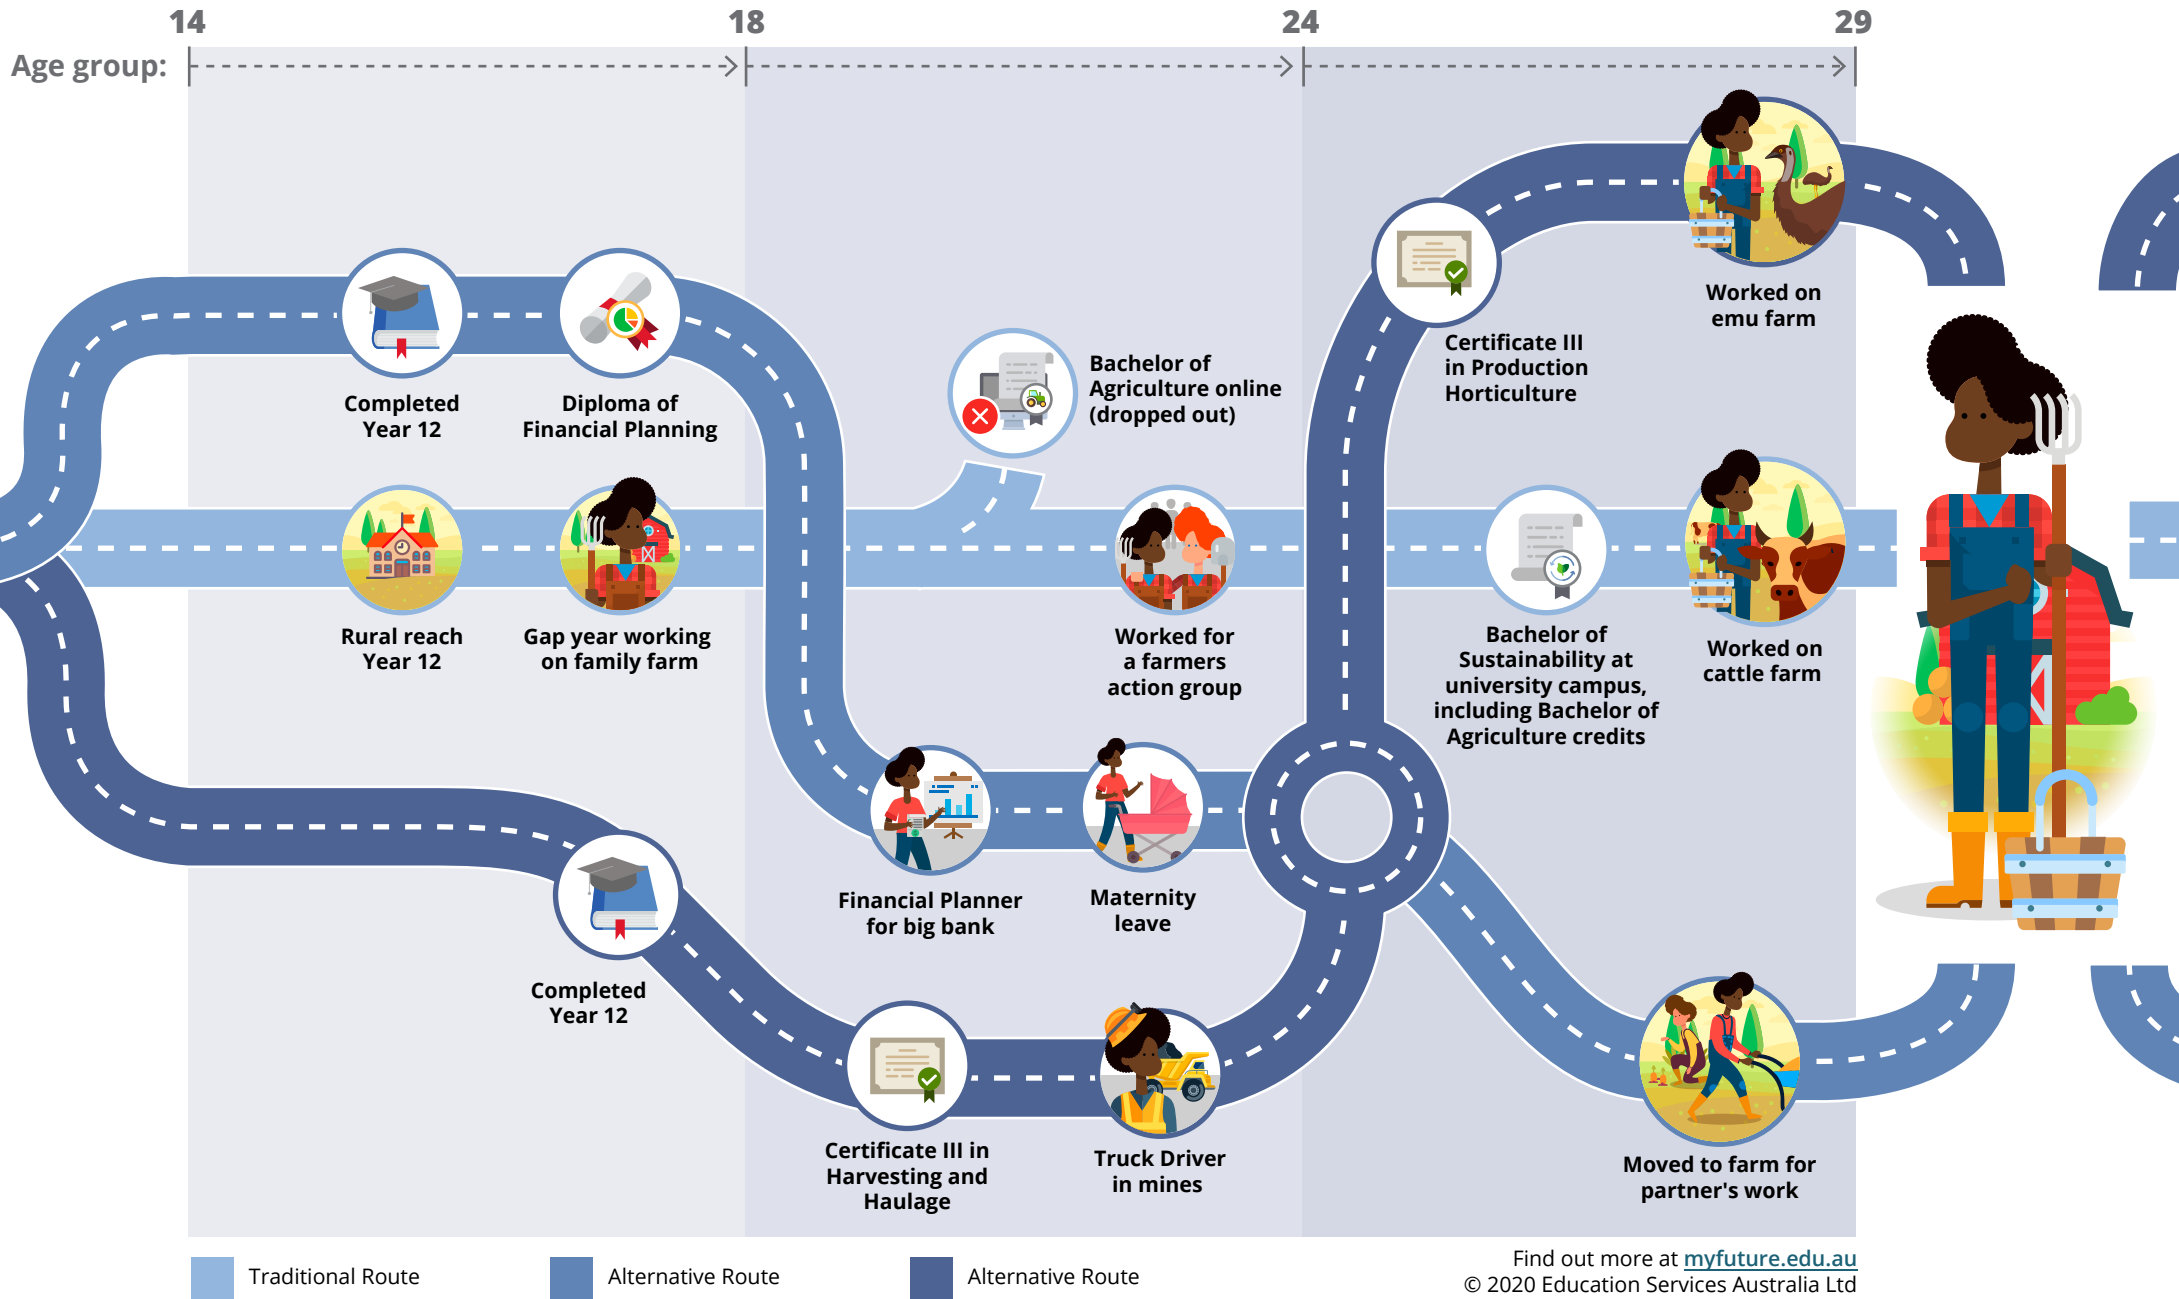 14
18
24
29
Age group:
Completed
Year 12
Diploma of
Financial Planning
Bachelor of
Agriculture online
(dropped out)
Certificate III
in Production
Horticulture
Worked on
emu farm
Rural reach
Year 12
Gap year working
on family farm
Worked for
a farmers
action group
Bachelor of
Sustainability at
university campus,
including Bachelor of
Agriculture credits
Worked on
cattle farm
Financial Planner
for big bank
Maternity
leave
Completed
Year 12
Certificate III in
Harvesting and
Haulage
Truck Driver
in mines
Moved to farm for
partner's work
Traditional Route
Alternative Route
Alternative Route
Find out more at myfuture.edu.au
© 2020 Education Services Australia Ltd